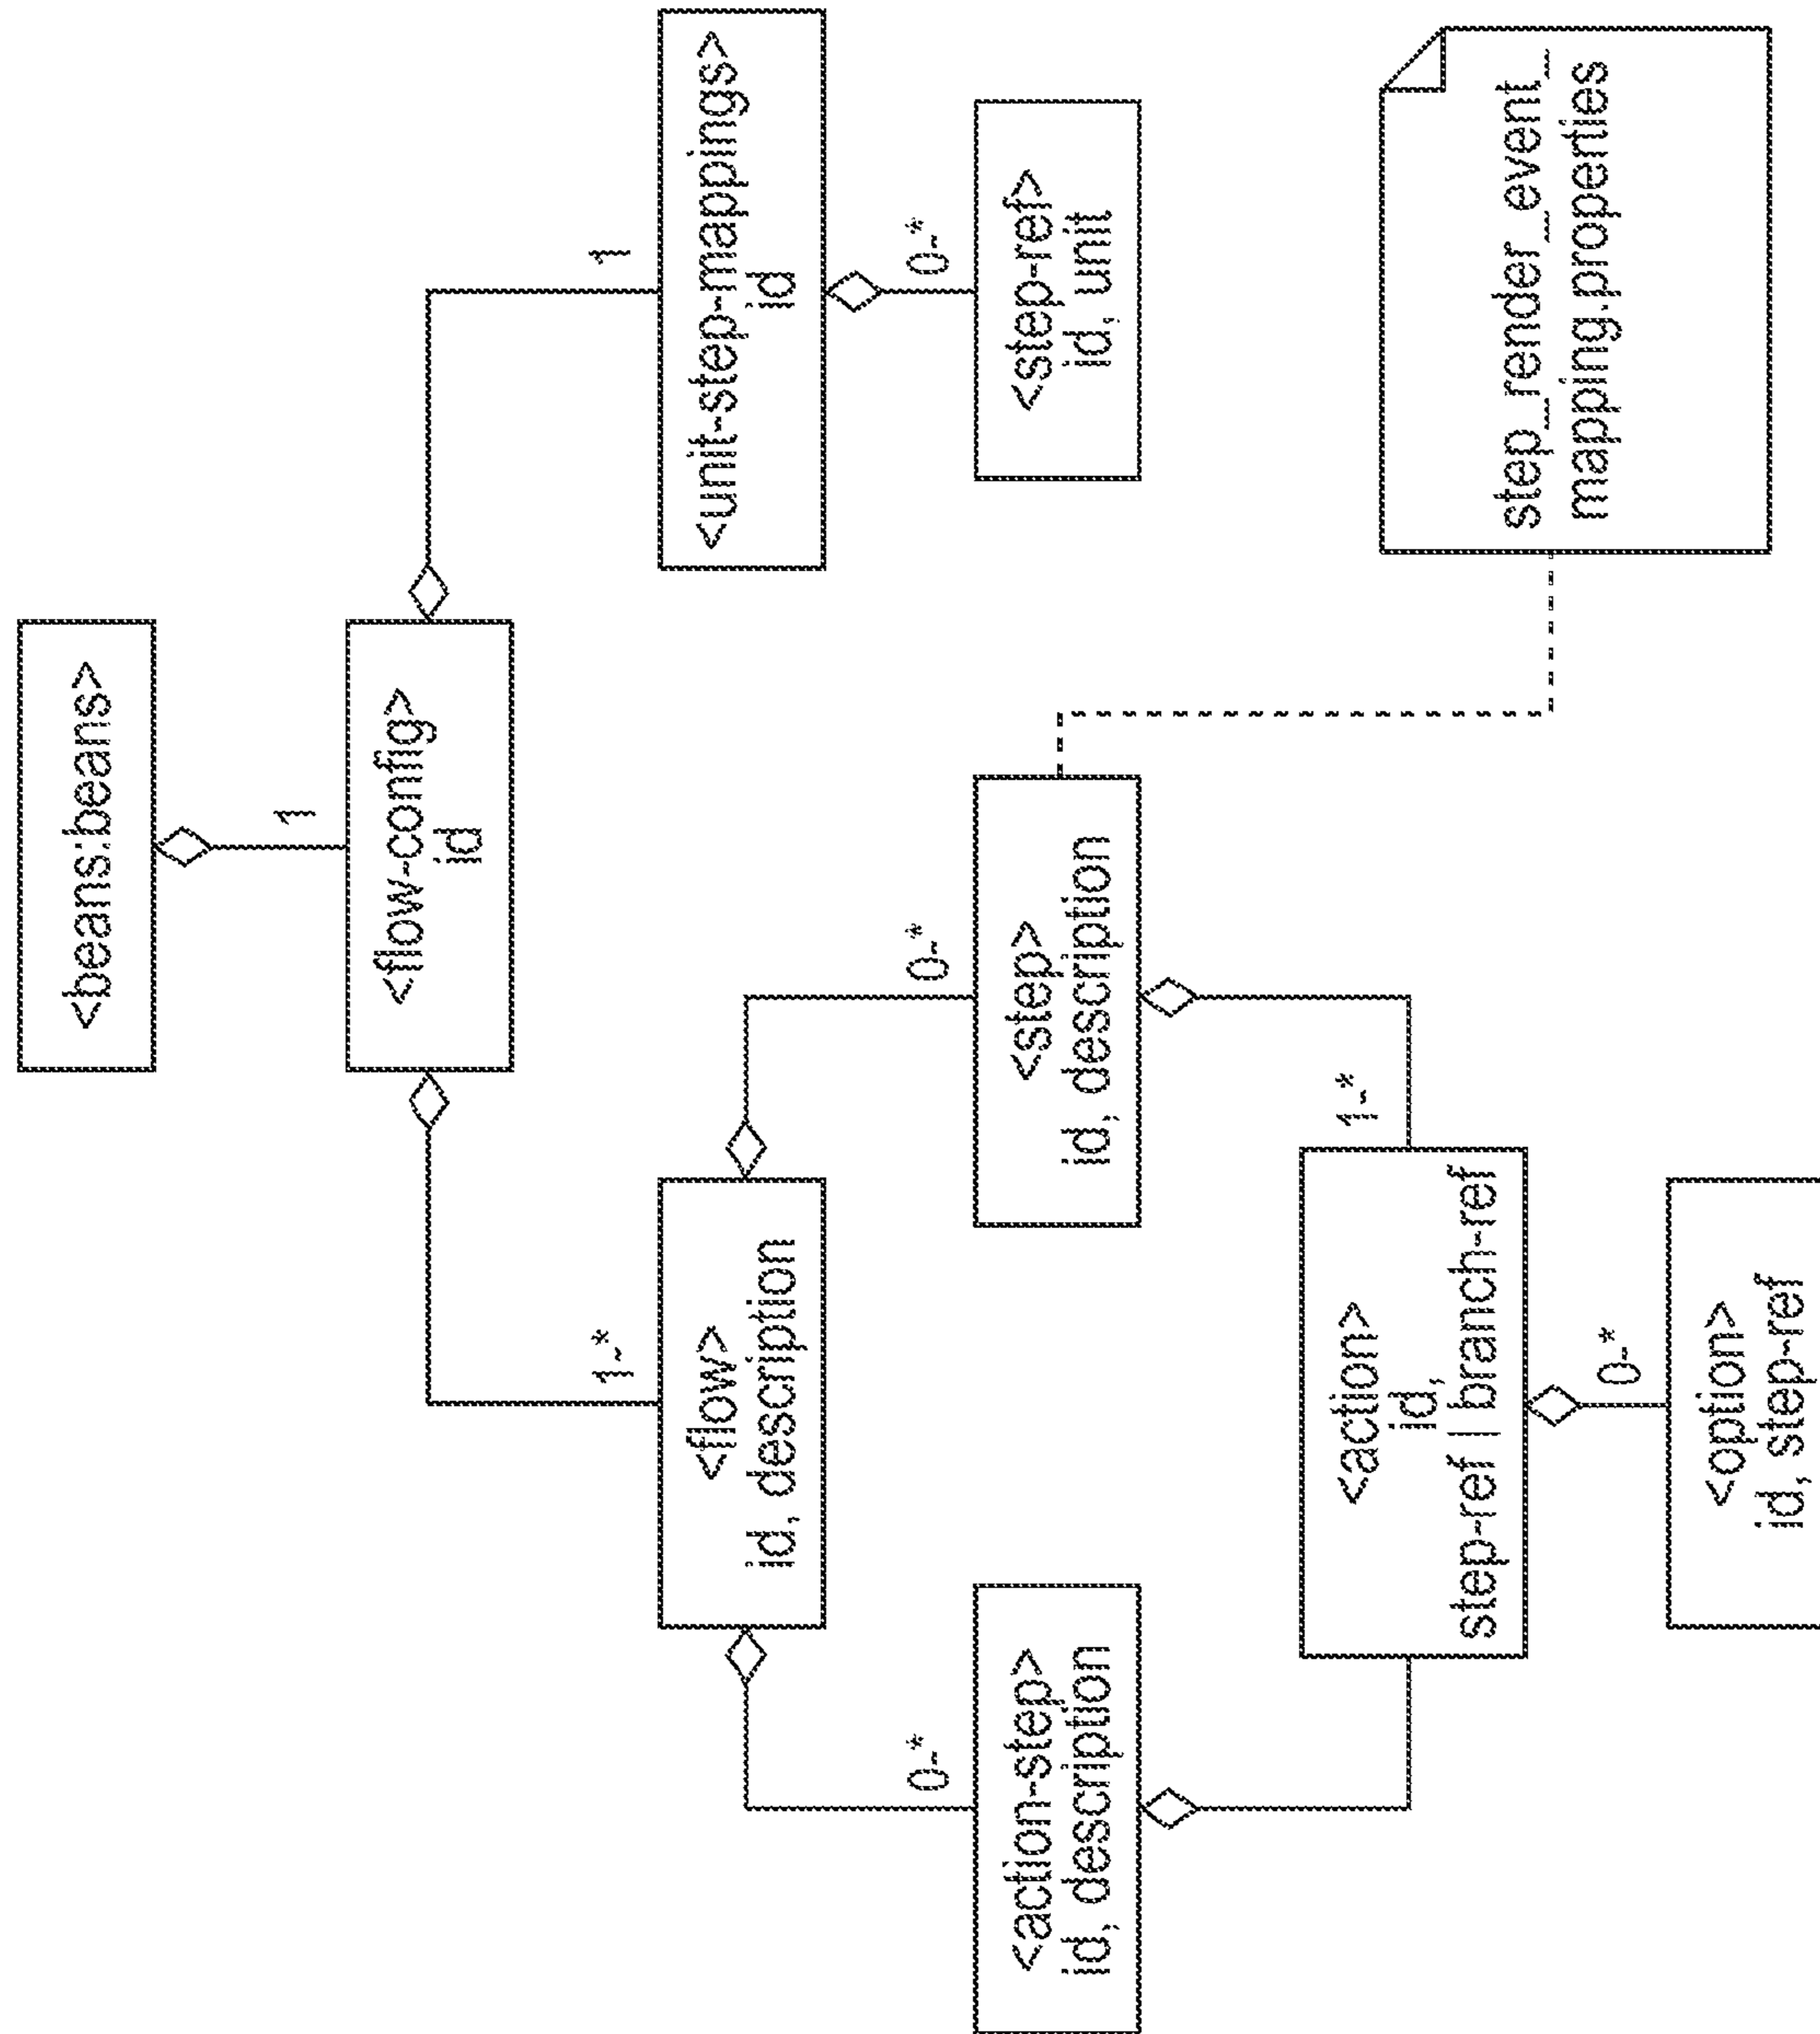 <beans:beans>
1
<flow-config>
id
1-*
1
<flow>
id, description
<unit-step-mappings>
id
0-*
0-*
0-*
<action-step>
id, description
<step>
id, description
<step-ref>
id, unit
1-*
<action>
id,
step-ref | branch-ref
step_render_event_
mapping.properties
0-*
<option>
id, step-ref